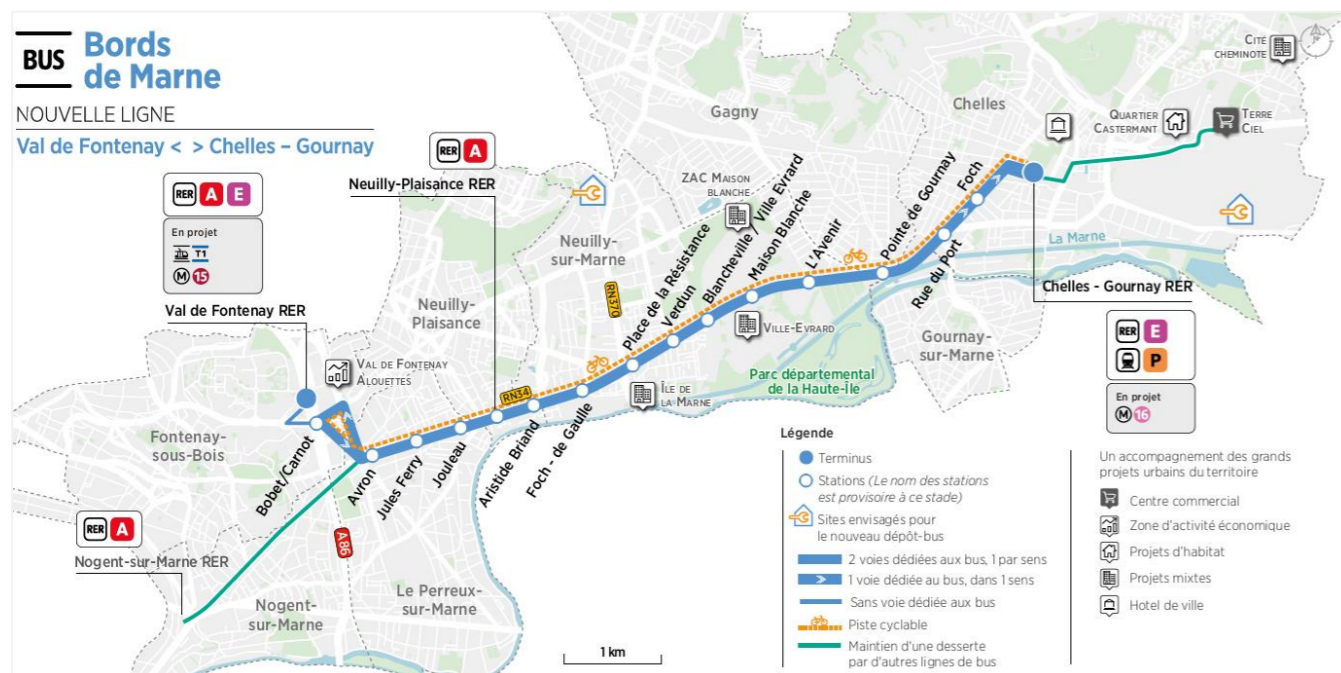 BUS
Bords
de Marne
NOUVELLE LIGNE
Val de Fontenay < > Chelles – Gournay
RER A E
En projet
T1
M 15
Val de Fontenay RER
RER A
Neuilly-Plaisance RER
RER A
Nogent-sur-Marne RER
VAL DE FONTENAY
ALOUETTES
Fontenay-
sous-Bois
Neuilly-
Plaisance
Neuilly-
sur-Marne
Gagny
Chelles
Gournay-
sur-Marne
Nogent-
sur-Marne
Le Perreux-
sur-Marne
ZAC MAISON
BLANCHE
VILLE-EVRARD
ÎLE DE
LA MARNE
Parc départemental
de la Haute-Île
La Marne
QUARTIER
CASTERMANT
TERRE
CIEL
CITÉ
CHEMINOTE
RN370
RN34
A86
Bobet/Carnot
Avron
Jules Ferry
Jouleau
Aristide Briand
Foch - de Gaulle
Place de la Résistance
Verdun
Blancheville / Ville Evrard
Maison Blanche
L'Avenir
Pointe de Gournay
Rue du Port
Foch
Chelles - Gournay RER
RER E
P
En projet
M 16
1 km
Légende
Terminus
Stations (Le nom des stations
est provisoire à ce stade)
Sites envisagés pour
le nouveau dépôt-bus
2 voies dédiées aux bus, 1 par sens
1 voie dédiée au bus, dans 1 sens
Sans voie dédiée aux bus
Piste cyclable
Maintien d'une desserte
par d'autres lignes de bus
Un accompagnement des grands
projets urbains du territoire
Centre commercial
Zone d'activité économique
Projets d'habitat
Projets mixtes
Hotel de ville